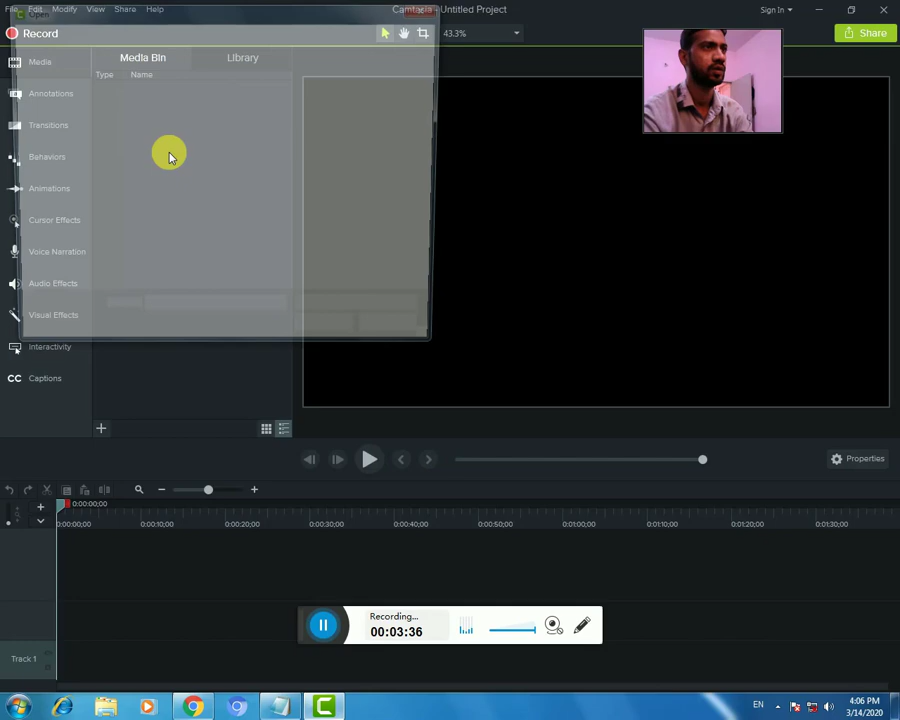 File Edit Modify View Share Help
Open
Camtasia - Untitled Project
Sign In
Record
43.3%
Share
Media
Media Bin
Library
Type
Name
Annotations
Transitions
Behaviors
Animations
Cursor Effects
Voice Narration
Audio Effects
Visual Effects
Interactivity
CC Captions
Properties
0:00:00;00
0:00:00;00 0:00:10;00 0:00:20;00 0:00:30;00 0:00:40;00 0:00:50;00 0:01:00;00 0:01:10;00 0:01:20;00 0:01:30;00
Recording...
00:03:36
Track 1
EN
4:06 PM
3/14/2020